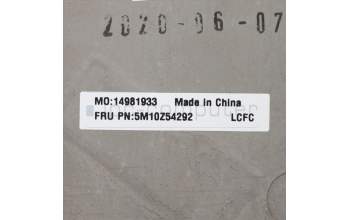 2020-06-07
MO:14981933 Made in China
FRU PN:5M10Z54292 LCFC